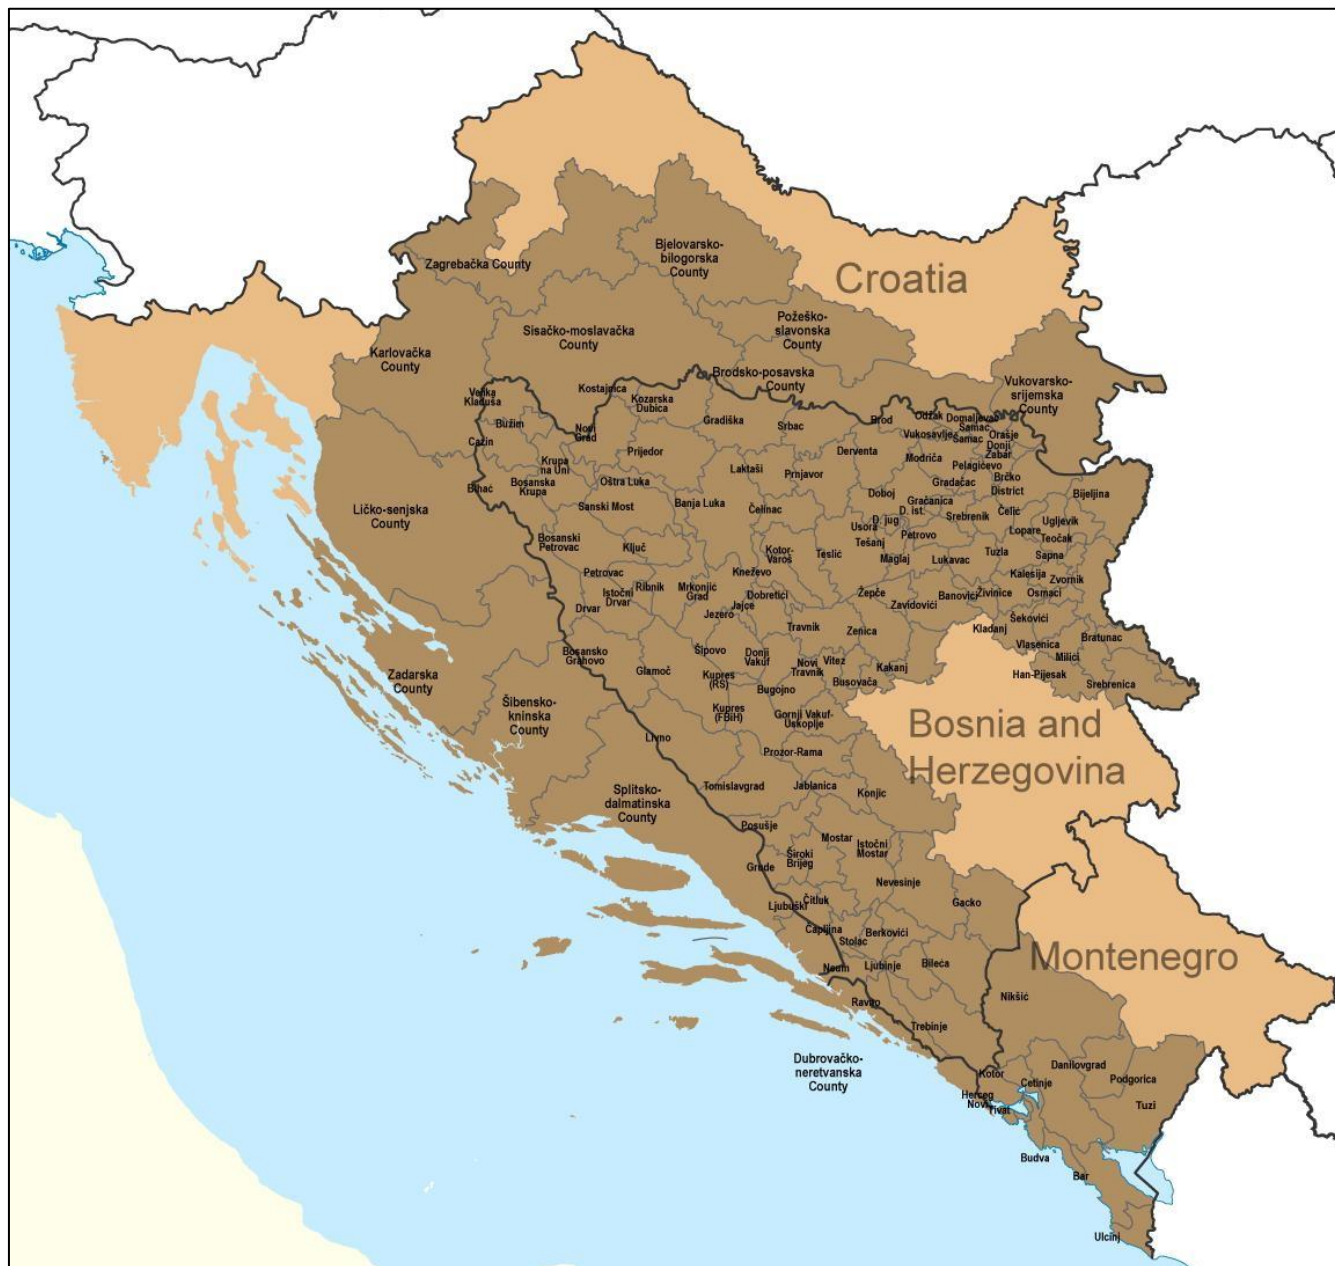 Bjelovarsko-
bilogorska
County
Zagrebačka County
Croatia
Požeško-
slavonska
County
Sisačko-moslavačka
County
Karlovačka
County
Brodsko-posavska
County
Vukovarsko-
srijemska
County
Kostajnica
Velika
Kladuša
Kozarska
Dubica
Gradiška
Srbac
Brod
Odžak
Domaljevac
Šamac
Bužim
Novi
Grad
Vukosavlje
Šamac
Orašje
Donji
Žabar
Cazin
Prijedor
Derventa
Modriča
Krupa
na Uni
Laktaši
Prnjavor
Pelagićevo
Bihać
Bosanska
Krupa
Oštra Luka
Gradačac
Brčko
District
Doboj
Bijeljina
Ličko-senjska
County
Sanski Most
Banja Luka
Čelinac
Gračanica
D. ist.
Srebrenik
Čelić
Usora
D. jug
Ugljevik
Lopare
Teočak
Bosanski
Petrovac
Ključ
Kotor-
Varoš
Teslić
Tešanj
Petrovo
Maglaj
Lukavac
Tuzla
Sapna
Petrovac
Kneževo
Kalesija
Zvornik
Istočni
Drvar
Ribnik
Mrkonjić
Grad
Dobretići
Žepče
Banovići
Živinice
Osmaci
Drvar
Jajce
Jezero
Zavidovići
Šekovići
Travnik
Zenica
Kladanj
Vlasenica
Bratunac
Bosansko
Grahovo
Šipovo
Donji
Vakuf
Novi
Travnik
Vitez
Kakanj
Milići
Glamoč
Kupres
(RS)
Busovača
Han-Pijesak
Srebrenica
Zadarska
County
Bugojno
Šibensko-
kninska
County
Kupres
(FBiH)
Gornji Vakuf-
Uskoplje
Bosnia and
Herzegovina
Livno
Prozor-Rama
Splitsko-
dalmatinska
County
Tomislavgrad
Jablanica
Konjic
Posušje
Mostar
Istočni
Mostar
Široki
Brijeg
Grude
Nevesinje
Gacko
Ljubuški
Čitluk
Čapljina
Stolac
Berkovići
Montenegro
Neum
Ljubinje
Bileća
Nikšić
Ravno
Trebinje
Dubrovačko-
neretvanska
County
Kotor
Danilovgrad
Cetinje
Podgorica
Herceg
Novi
Tivat
Tuzi
Budva
Bar
Ulcinj